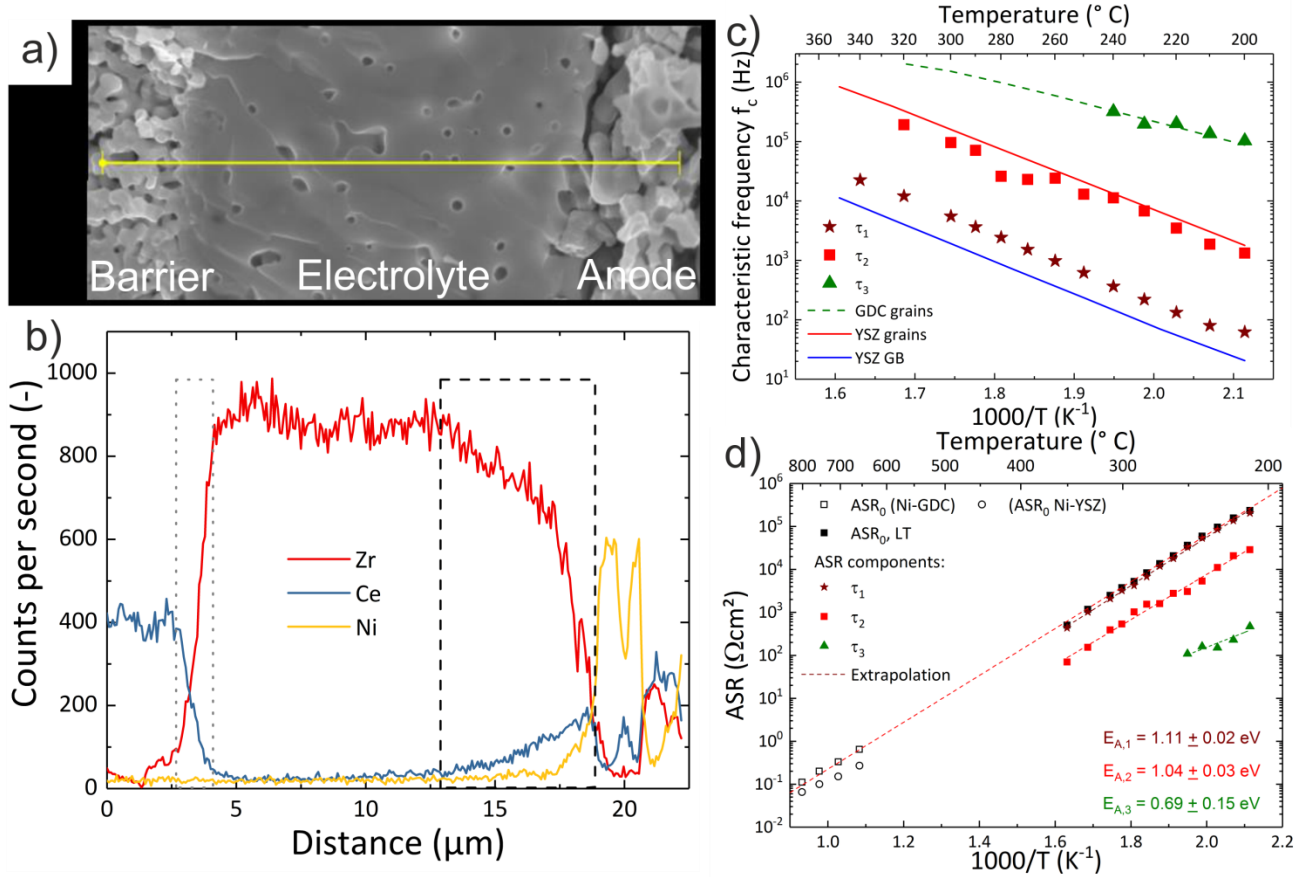 a)
Barrier Electrolyte Anode
b)
Counts per second (-)
1000
800
600
400
200
0
Zr
Ce
Ni
0 5 10 15 20
Distance (µm)
c)
Temperature (° C)
360 340 320 300 280 260 240 220 200
Characteristic frequency f_c (Hz)
10^6
10^5
10^4
10^3
10^2
10^1
τ_1
τ_2
τ_3
GDC grains
YSZ grains
YSZ GB
1.6 1.7 1.8 1.9 2.0 2.1
1000/T (K^-1)
d)
Temperature (° C)
800 700 600 500 400 300 200
ASR (Ωcm²)
10^6
10^5
10^4
10^3
10^2
10^1
10^0
10^-1
10^-2
ASR_0 (Ni-GDC) (ASR_0 Ni-YSZ)
ASR_0, LT
ASR components:
τ_1
τ_2
τ_3
Extrapolation
E_A,1 = 1.11 ± 0.02 eV
E_A,2 = 1.04 ± 0.03 eV
E_A,3 = 0.69 ± 0.15 eV
1.0 1.2 1.4 1.6 1.8 2.0 2.2
1000/T (K^-1)